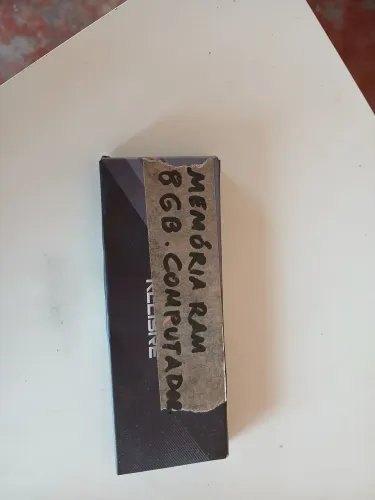 MEMÓRIA RAM
8GB. COMPUTADOR